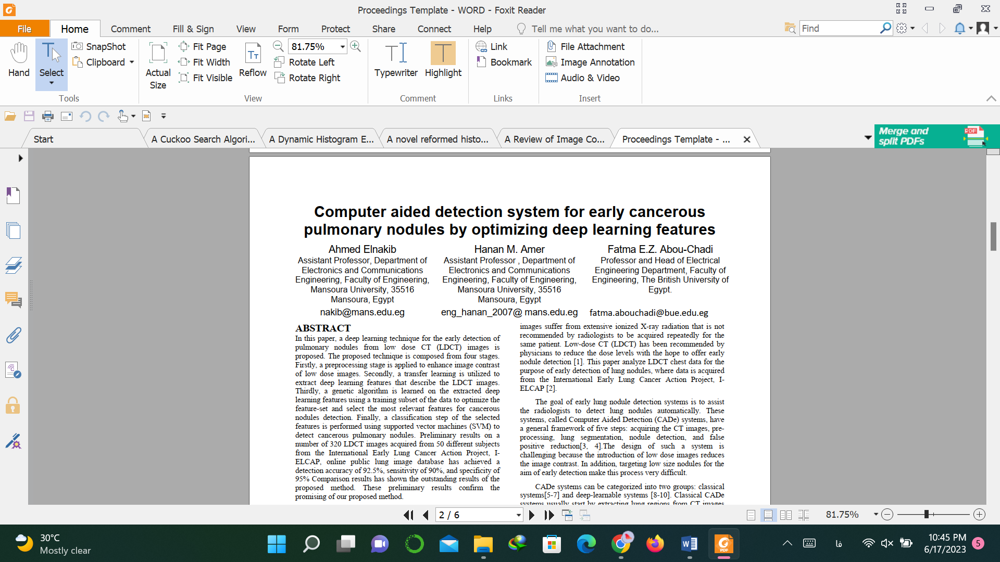 Proceedings Template - WORD - Foxit Reader
File
Home
Comment
Fill & Sign
View
Form
Protect
Share
Connect
Help
Tell me what you want to do...
Find
Hand
Select
SnapShot
Clipboard
Tools
Actual
Size
Fit Page
Fit Width
Fit Visible
Reflow
81.75%
Rotate Left
Rotate Right
View
Typewriter
Highlight
Comment
Link
Bookmark
Links
File Attachment
Image Annotation
Audio & Video
Insert
Start
A Cuckoo Search Algori...
A Dynamic Histogram E...
A novel reformed histo...
A Review of Image Co...
Proceedings Template - ...
Merge and
split PDFs
PDF
Computer aided detection system for early cancerous
pulmonary nodules by optimizing deep learning features
Ahmed Elnakib
Assistant Professor, Department of
Electronics and Communications
Engineering, Faculty of Engineering,
Mansoura University, 35516
Mansoura, Egypt
nakib@mans.edu.eg
Hanan M. Amer
Assistant Professor , Department of
Electronics and Communications
Engineering, Faculty of Engineering,
Mansoura University, 35516
Mansoura, Egypt
eng_hanan_2007@ mans.edu.eg
Fatma E.Z. Abou-Chadi
Professor and Head of Electrical
Engineering Department, Faculty of
Engineering, The British University of
Egypt.
fatma.abouchadi@bue.edu.eg
ABSTRACT
In this paper, a deep learning technique for the early detection of
pulmonary nodules from low dose CT (LDCT) images is
proposed. The proposed technique is composed from four stages.
Firstly, a preprocessing stage is applied to enhance image contrast
of low dose images. Secondly, a transfer learning is utilized to
extract deep learning features that describe the LDCT images.
Thirdly, a genetic algorithm is learned on the extracted deep
learning features using a training subset of the data to optimize the
feature-set and select the most relevant features for cancerous
nodules detection. Finally, a classification step of the selected
features is performed using supported vector machines (SVM) to
detect cancerous pulmonary nodules. Preliminary results on a
number of 320 LDCT images acquired from 50 different subjects
from the International Early Lung Cancer Action Project, I-
ELCAP, online public lung image database has achieved a
detection accuracy of 92.5%, sensitivity of 90%, and specificity of
95% Comparison results has shown the outstanding results of the
proposed method. These preliminary results confirm the
promising of our proposed method.
images suffer from extensive ionized X-ray radiation that is not
recommended by radiologists to be acquired repeatedly for the
same patient. Low-dose CT (LDCT) has been recommended by
physicians to reduce the dose levels with the hope to offer early
nodule detection [1]. This paper analyze LDCT chest data for the
purpose of early detection of lung nodules, where data is acquired
from the International Early Lung Cancer Action Project, I-
ELCAP [2].
The goal of early lung nodule detection systems is to assist
the radiologists to detect lung nodules automatically. These
systems, called Computer Aided Detection (CADe) systems, have
a general framework of five steps: acquiring the CT images, pre-
processing, lung segmentation, nodule detection, and false
positive reduction[3, 4].The design of such a system is
challenging because the introduction of low dose images reduces
the image contrast. In addition, targeting low size nodules for the
aim of early detection make this process very difficult.
CADe systems can be categorized into two groups: classical
systems[5-7] and deep-learnable systems [8-10]. Classical CADe
systems usually start by extracting lung regions from CT images
2 / 6
81.75%
30°C
Mostly clear
PDF
فا
10:45 PM
6/17/2023
5